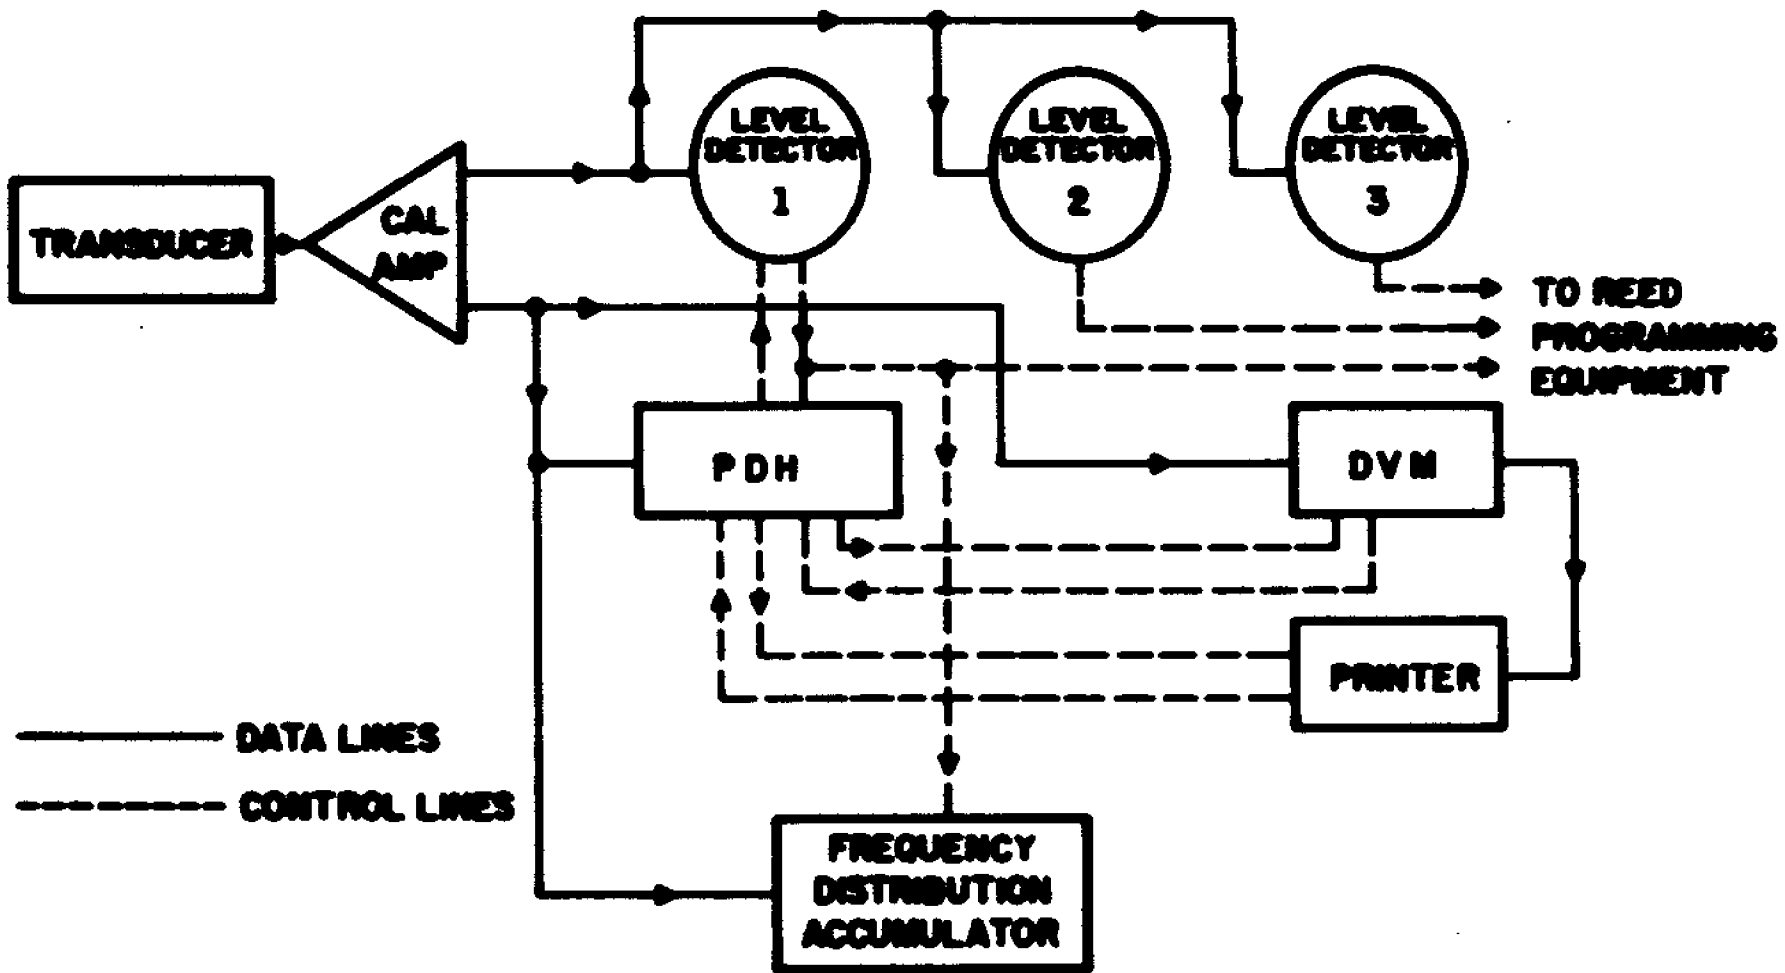 LEVEL
DETECTOR
1
LEVEL
DETECTOR
2
LEVEL
DETECTOR
3
TRANSDUCER
CAL
AMP
TO REED
PROGRAMMING
EQUIPMENT
PDH
DVM
PRINTER
DATA LINES
CONTROL LINES
FREQUENCY
DISTRIBUTION
ACCUMULATOR